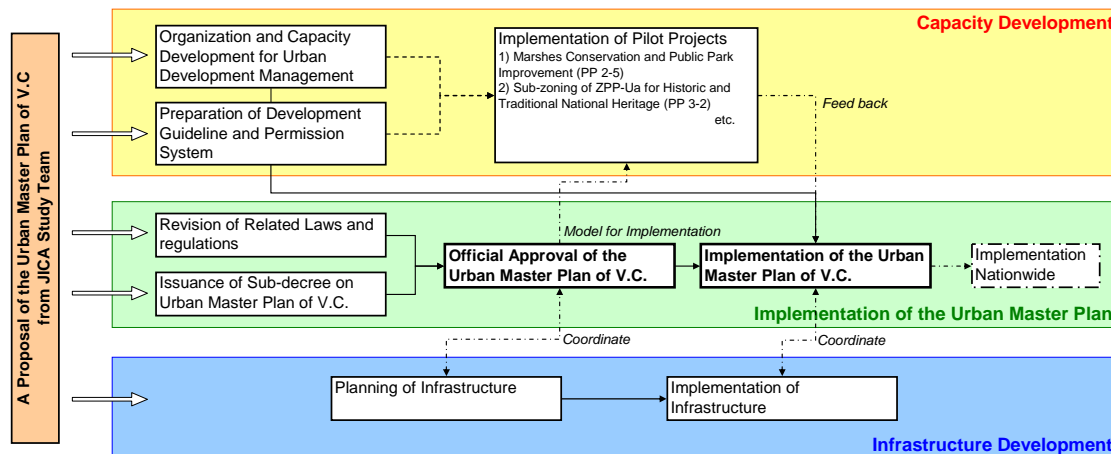 A Proposal of the Urban Master Plan of V.C
from JICA Study Team
Capacity Development
Organization and Capacity
Development for Urban
Development Management
Preparation of Development
Guideline and Permission
System
Implementation of Pilot Projects
1) Marshes Conservation and Public Park
Improvement (PP 2-5)
2) Sub-zoning of ZPP-Ua for Historic and
Traditional National Heritage (PP 3-2)
etc.
Feed back
Revision of Related Laws and
regulations
Issuance of Sub-decree on
Urban Master Plan of V.C.
Model for Implementation
Official Approval of the
Urban Master Plan of V.C.
Implementation of the Urban
Master Plan of V.C.
Implementation
Nationwide
Implementation of the Urban Master Plan
Coordinate
Coordinate
Planning of Infrastructure
Implementation of
Infrastructure
Infrastructure Development